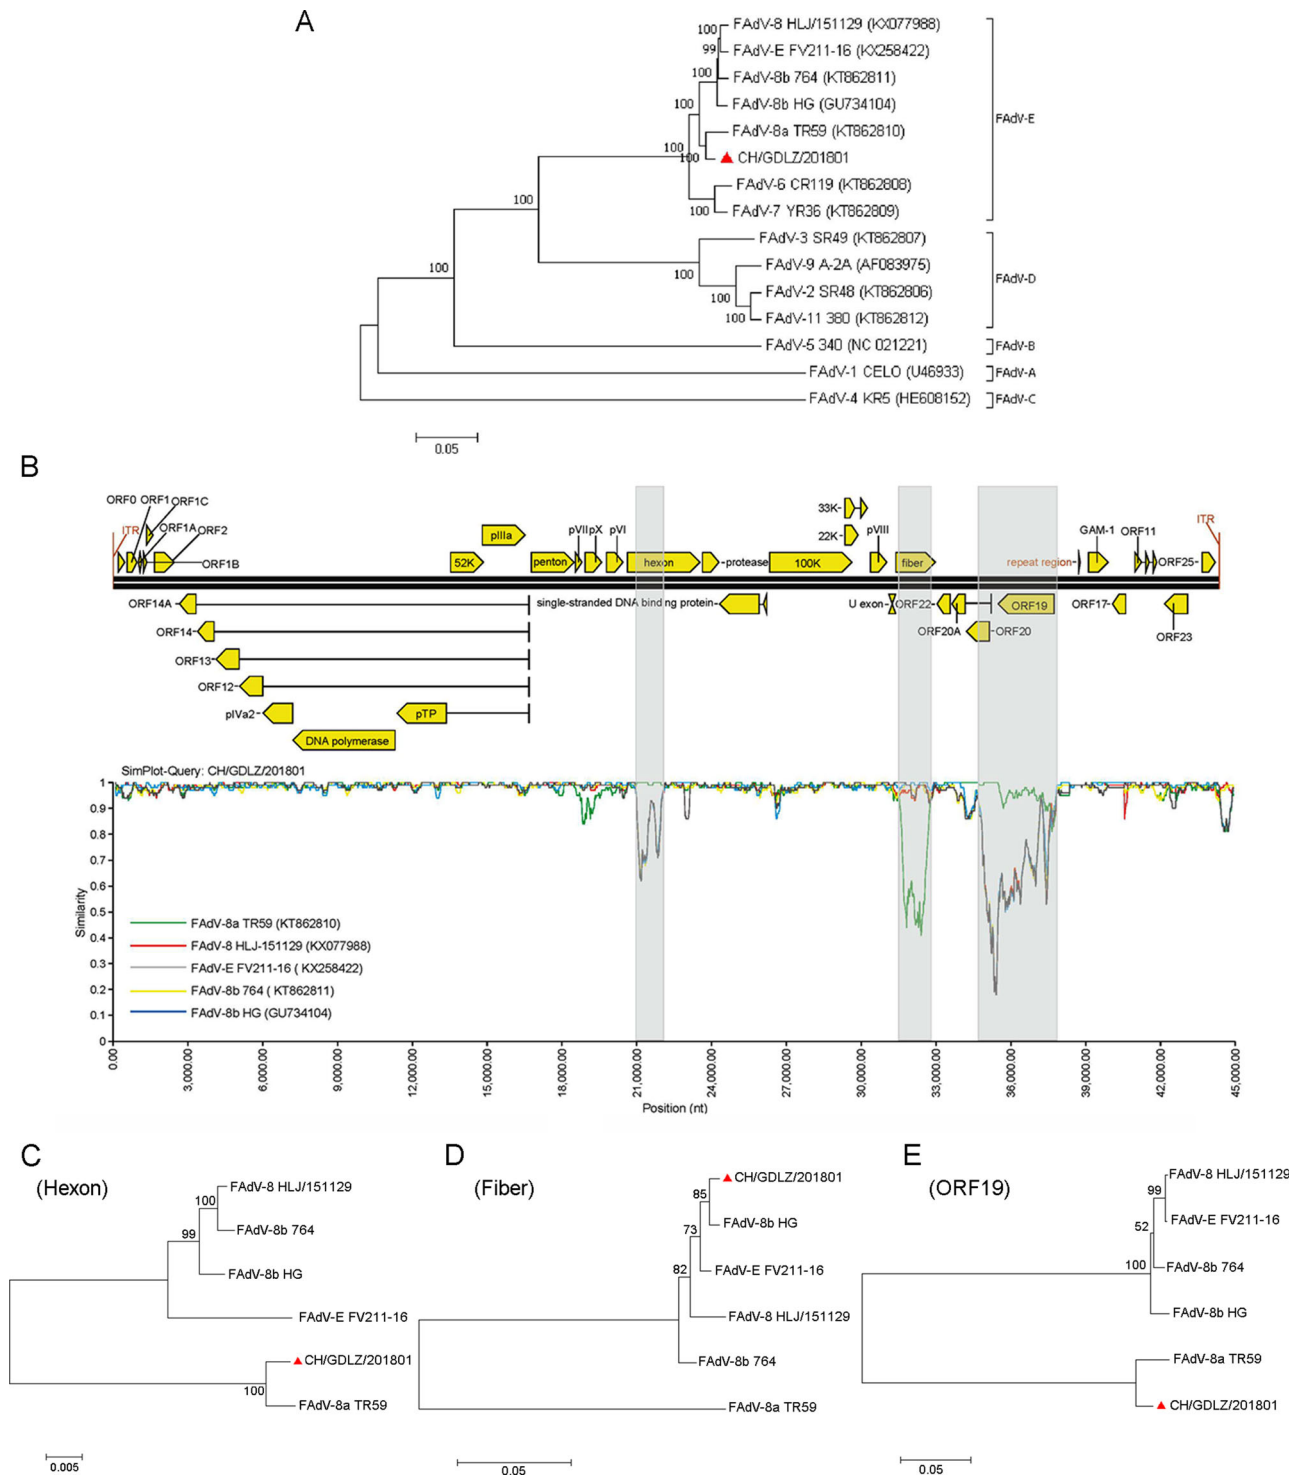 A
FAdV-8 HLJ/151129 (KX077988)
FAdV-E FV211-16 (KX258422)
FAdV-8b 764 (KT862811)
FAdV-8b HG (GU734104)
FAdV-8a TR59 (KT862810)
CH/GDLZ/201801
FAdV-6 CR119 (KT862808)
FAdV-7 YR36 (KT862809)
FAdV-3 SR49 (KT862807)
FAdV-9 A-2A (AF083975)
FAdV-2 SR48 (KT862806)
FAdV-11 380 (KT862812)
FAdV-5 340 (NC 021221)
FAdV-1 CELO (U46933)
FAdV-4 KR5 (HE608152)
FAdV-E
FAdV-D
FAdV-B
FAdV-A
FAdV-C
100
99
100
100
100
100
100
100
100
100
100
100
0.05
B
ORF0
ORF1
ORF1C
ITR
ORF1A
ORF2
ORF1B
52K
pIIIa
penton
pVII
pX
pVI
hexon
protease
100K
33K
22K
pVIII
fiber
repeat region
GAM-1
ORF11
ORF25
ITR
ORF14A
single-stranded DNA binding protein
U exon
ORF22
ORF20A
ORF20
ORF19
ORF17
ORF23
ORF14
ORF13
ORF12
pIVa2
pTP
DNA polymerase
SimPlot-Query: CH/GDLZ/201801
1
0.9
0.8
0.7
0.6
0.5
0.4
0.3
0.2
0.1
0
Similarity
FAdV-8a TR59 (KT862810)
FAdV-8 HLJ-151129 (KX077988)
FAdV-E FV211-16 ( KX258422)
FAdV-8b 764 ( KT862811)
FAdV-8b HG (GU734104)
0.00
3,000.00
6,000.00
9,000.00
12,000.00
15,000.00
18,000.00
21,000.00
24,000.00
27,000.00
30,000.00
33,000.00
36,000.00
39,000.00
42,000.00
45,000.00
Position (nt)
C
(Hexon)
FAdV-8 HLJ/151129
100
FAdV-8b 764
99
FAdV-8b HG
FAdV-E FV211-16
CH/GDLZ/201801
100
FAdV-8a TR59
0.005
D
(Fiber)
CH/GDLZ/201801
85
FAdV-8b HG
73
FAdV-E FV211-16
82
FAdV-8 HLJ/151129
FAdV-8b 764
FAdV-8a TR59
0.05
E
(ORF19)
FAdV-8 HLJ/151129
99
FAdV-E FV211-16
52
FAdV-8b 764
100
FAdV-8b HG
FAdV-8a TR59
CH/GDLZ/201801
0.05